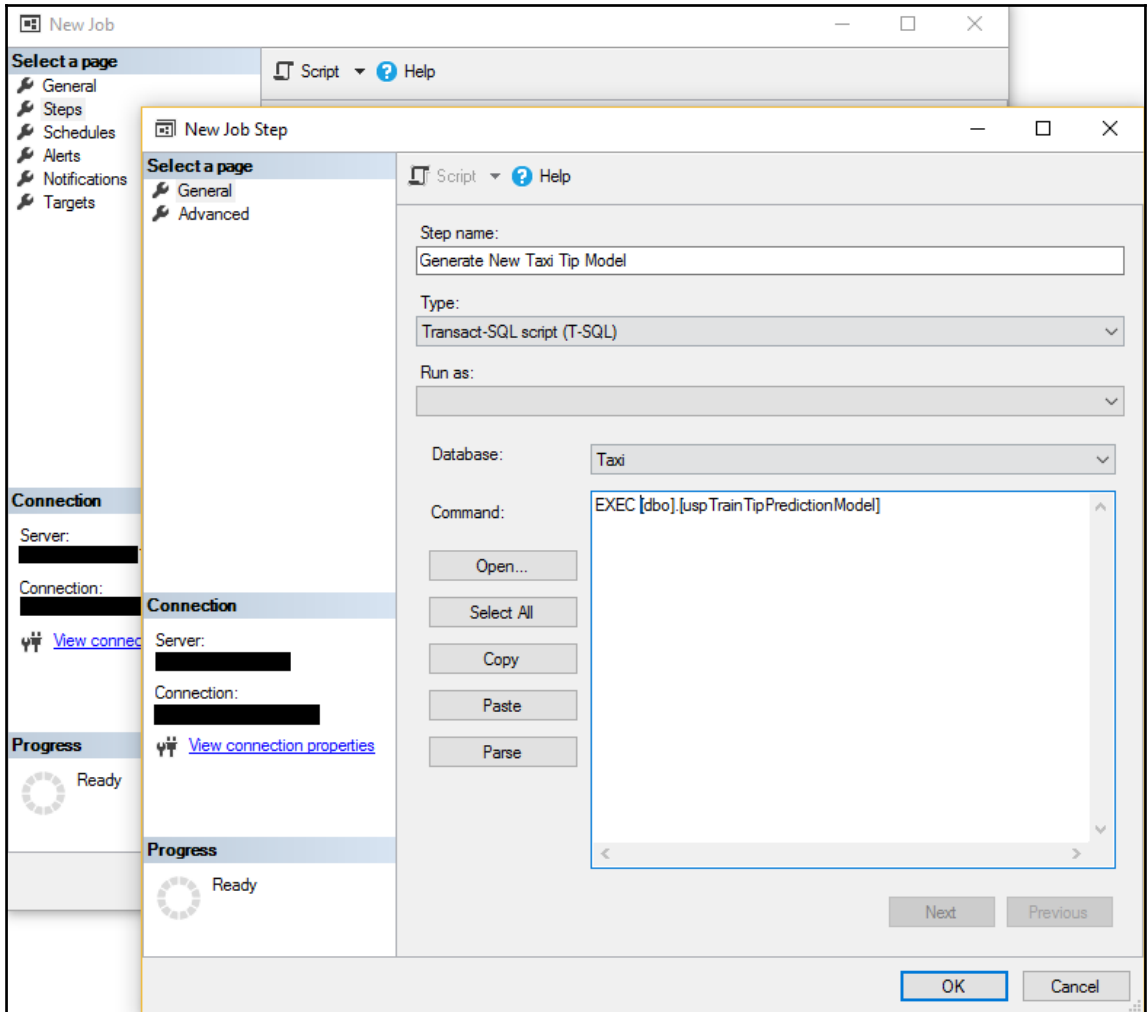 New Job
Select a page
General
Steps
Schedules
Alerts
Notifications
Targets
Script
Help
Connection
Server:
Connection:
View connec
Progress
Ready
New Job Step
Select a page
General
Advanced
Script
Help
Step name:
Generate New Taxi Tip Model
Type:
Transact-SQL script (T-SQL)
Run as:
Database:
Taxi
Command:
EXEC [dbo].[uspTrainTipPredictionModel]
Open...
Select All
Copy
Paste
Parse
Connection
Server:
Connection:
View connection properties
Progress
Ready
Next
Previous
OK
Cancel